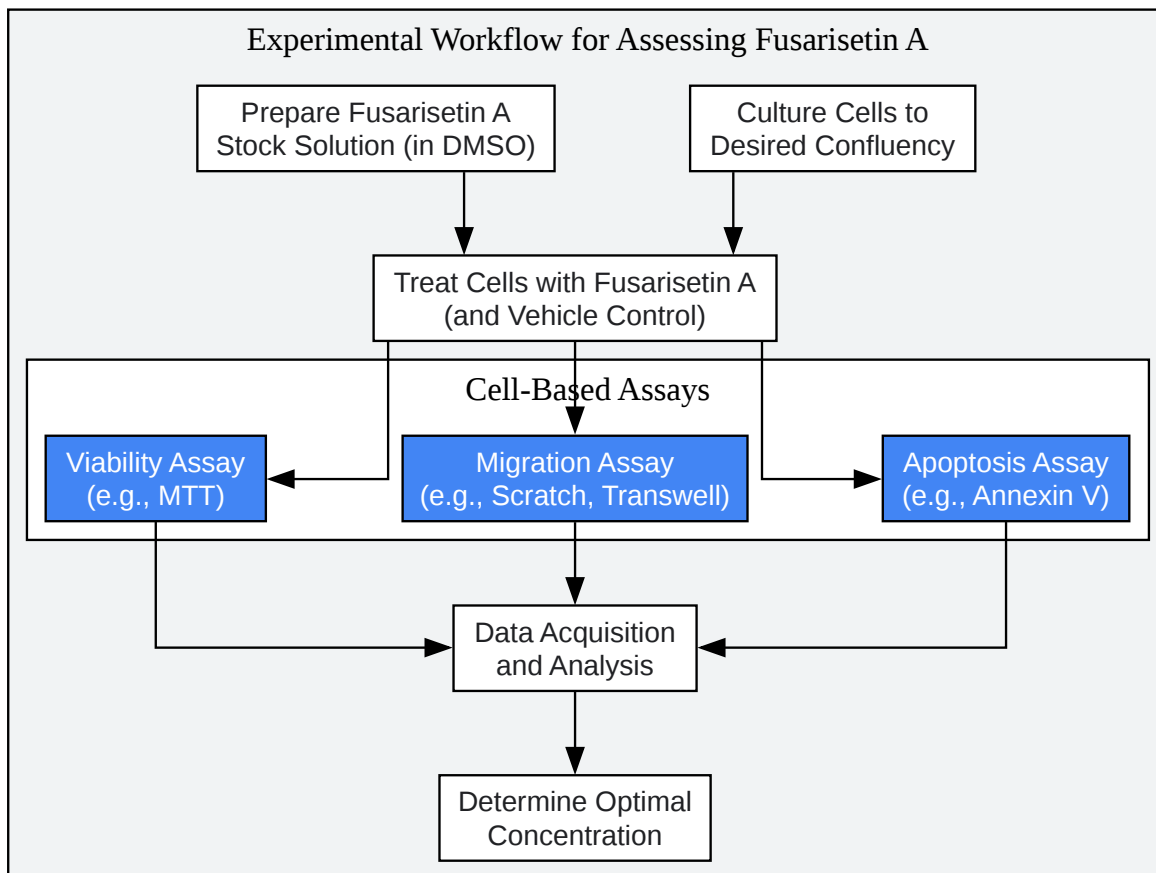 Experimental Workflow for Assessing Fusarisetin A
Prepare Fusarisetin A
Stock Solution (in DMSO)
Culture Cells to
Desired Confluency
Treat Cells with Fusarisetin A
(and Vehicle Control)
Cell-Based Assays
Viability Assay
(e.g., MTT)
Migration Assay
(e.g., Scratch, Transwell)
Apoptosis Assay
(e.g., Annexin V)
Data Acquisition
and Analysis
Determine Optimal
Concentration